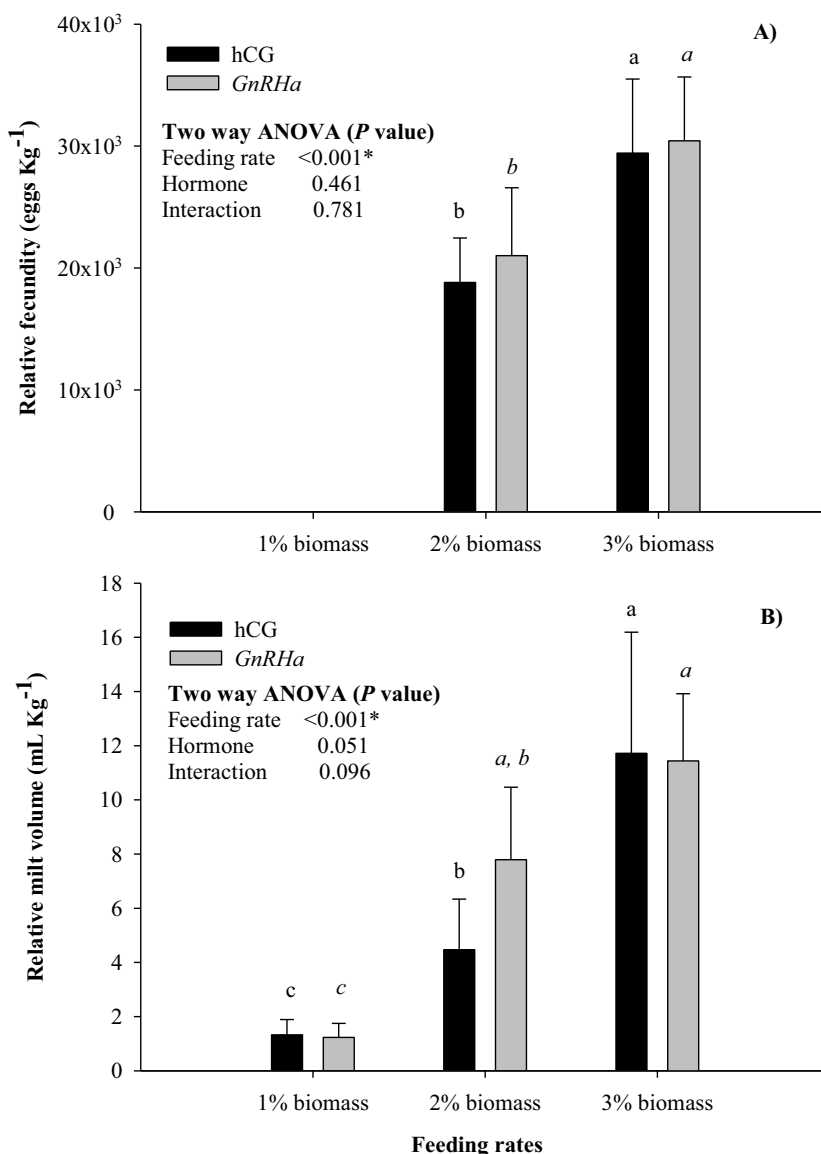 40x10³
A)
hCG
GnRHa
a a
Two way ANOVA (P value)
Feeding rate <0.001*
Hormone 0.461
Interaction 0.781
30x10³
b b
20x10³
10x10³
0
Relative fecundity (eggs Kg⁻¹)
1% biomass 2% biomass 3% biomass
18
B)
hCG
GnRHa
a a
16
Two way ANOVA (P value)
Feeding rate <0.001*
Hormone 0.051
Interaction 0.096
14
12
a, b
10
8
b
6
4
c c
2
0
Relative milt volume (mL Kg⁻¹)
1% biomass 2% biomass 3% biomass
Feeding rates